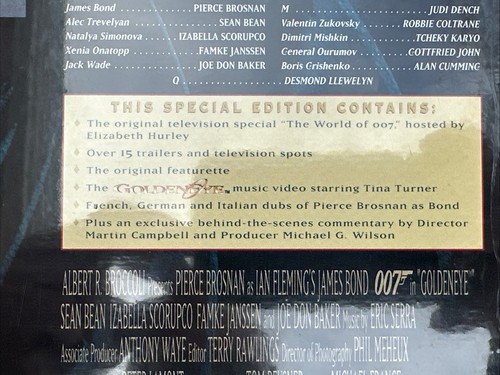 James Bond . . . . . . . . . . . PIERCE BROSNAN
Alec Trevelyan . . . . . . . . . . . SEAN BEAN
Natalya Simonova . . . IZABELLA SCORUPCO
Xenia Onatopp . . . . . . . FAMKE JANSSEN
Jack Wade . . . . . . . . . . JOE DON BAKER
M . . . . . . . . . . . . . . . . . JUDI DENCH
Valentin Zukovsky . . . ROBBIE COLTRANE
Dimitri Mishkin . . . . . . TCHEKY KARYO
General Ourumov . . . GOTTFRIED JOHN
Boris Grishenko . . . . . . ALAN CUMMING
Q . . . . . . . . . . . . . . . DESMOND LLEWELYN
THIS SPECIAL EDITION CONTAINS:
The original television special "The World of 007," hosted by
Elizabeth Hurley
Over 15 trailers and television spots
The original featurette
The GOLDENEYE music video starring Tina Turner
French, German and Italian dubs of Pierce Brosnan as Bond
Plus an exclusive behind-the-scenes commentary by Director
Martin Campbell and Producer Michael G. Wilson
ALBERT R. BROCCOLI Presents PIERCE BROSNAN as IAN FLEMING'S JAMES BOND 007 in "GOLDENEYE"
SEAN BEAN IZABELLA SCORUPCO FAMKE JANSSEN and JOE DON BAKER Music by ERIC SERRA
Associate Producer ANTHONY WAYE Editor TERRY RAWLINGS Director of Photography PHIL MEHEUX
PETER LAMONT